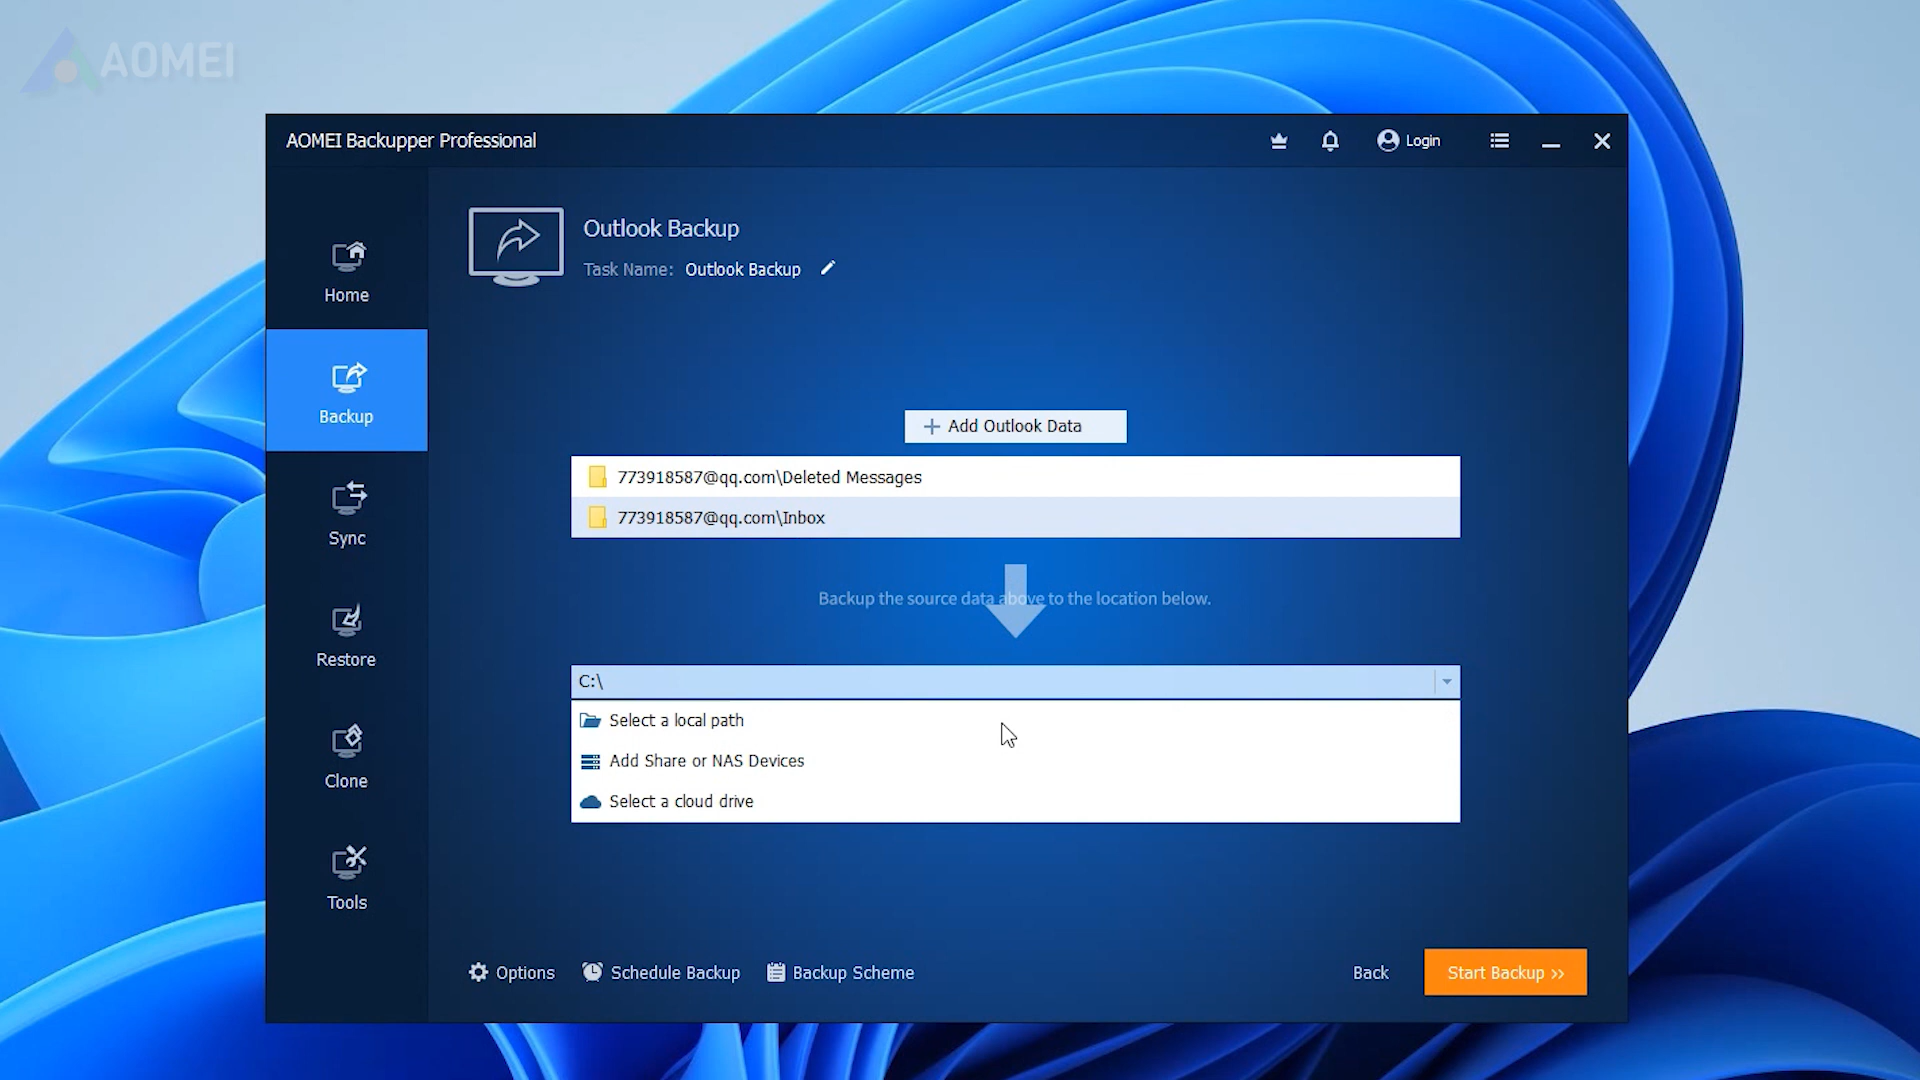 AOMEI
AOMEI Backupper Professional
Login
Home
Backup
Sync
Restore
Clone
Tools
Outlook Backup
Task Name: Outlook Backup
+ Add Outlook Data
773918587@qq.com\Deleted Messages
773918587@qq.com\Inbox
Backup the source data above to the location below.
C:\
Select a local path
Add Share or NAS Devices
Select a cloud drive
Options
Schedule Backup
Backup Scheme
Back
Start Backup >>